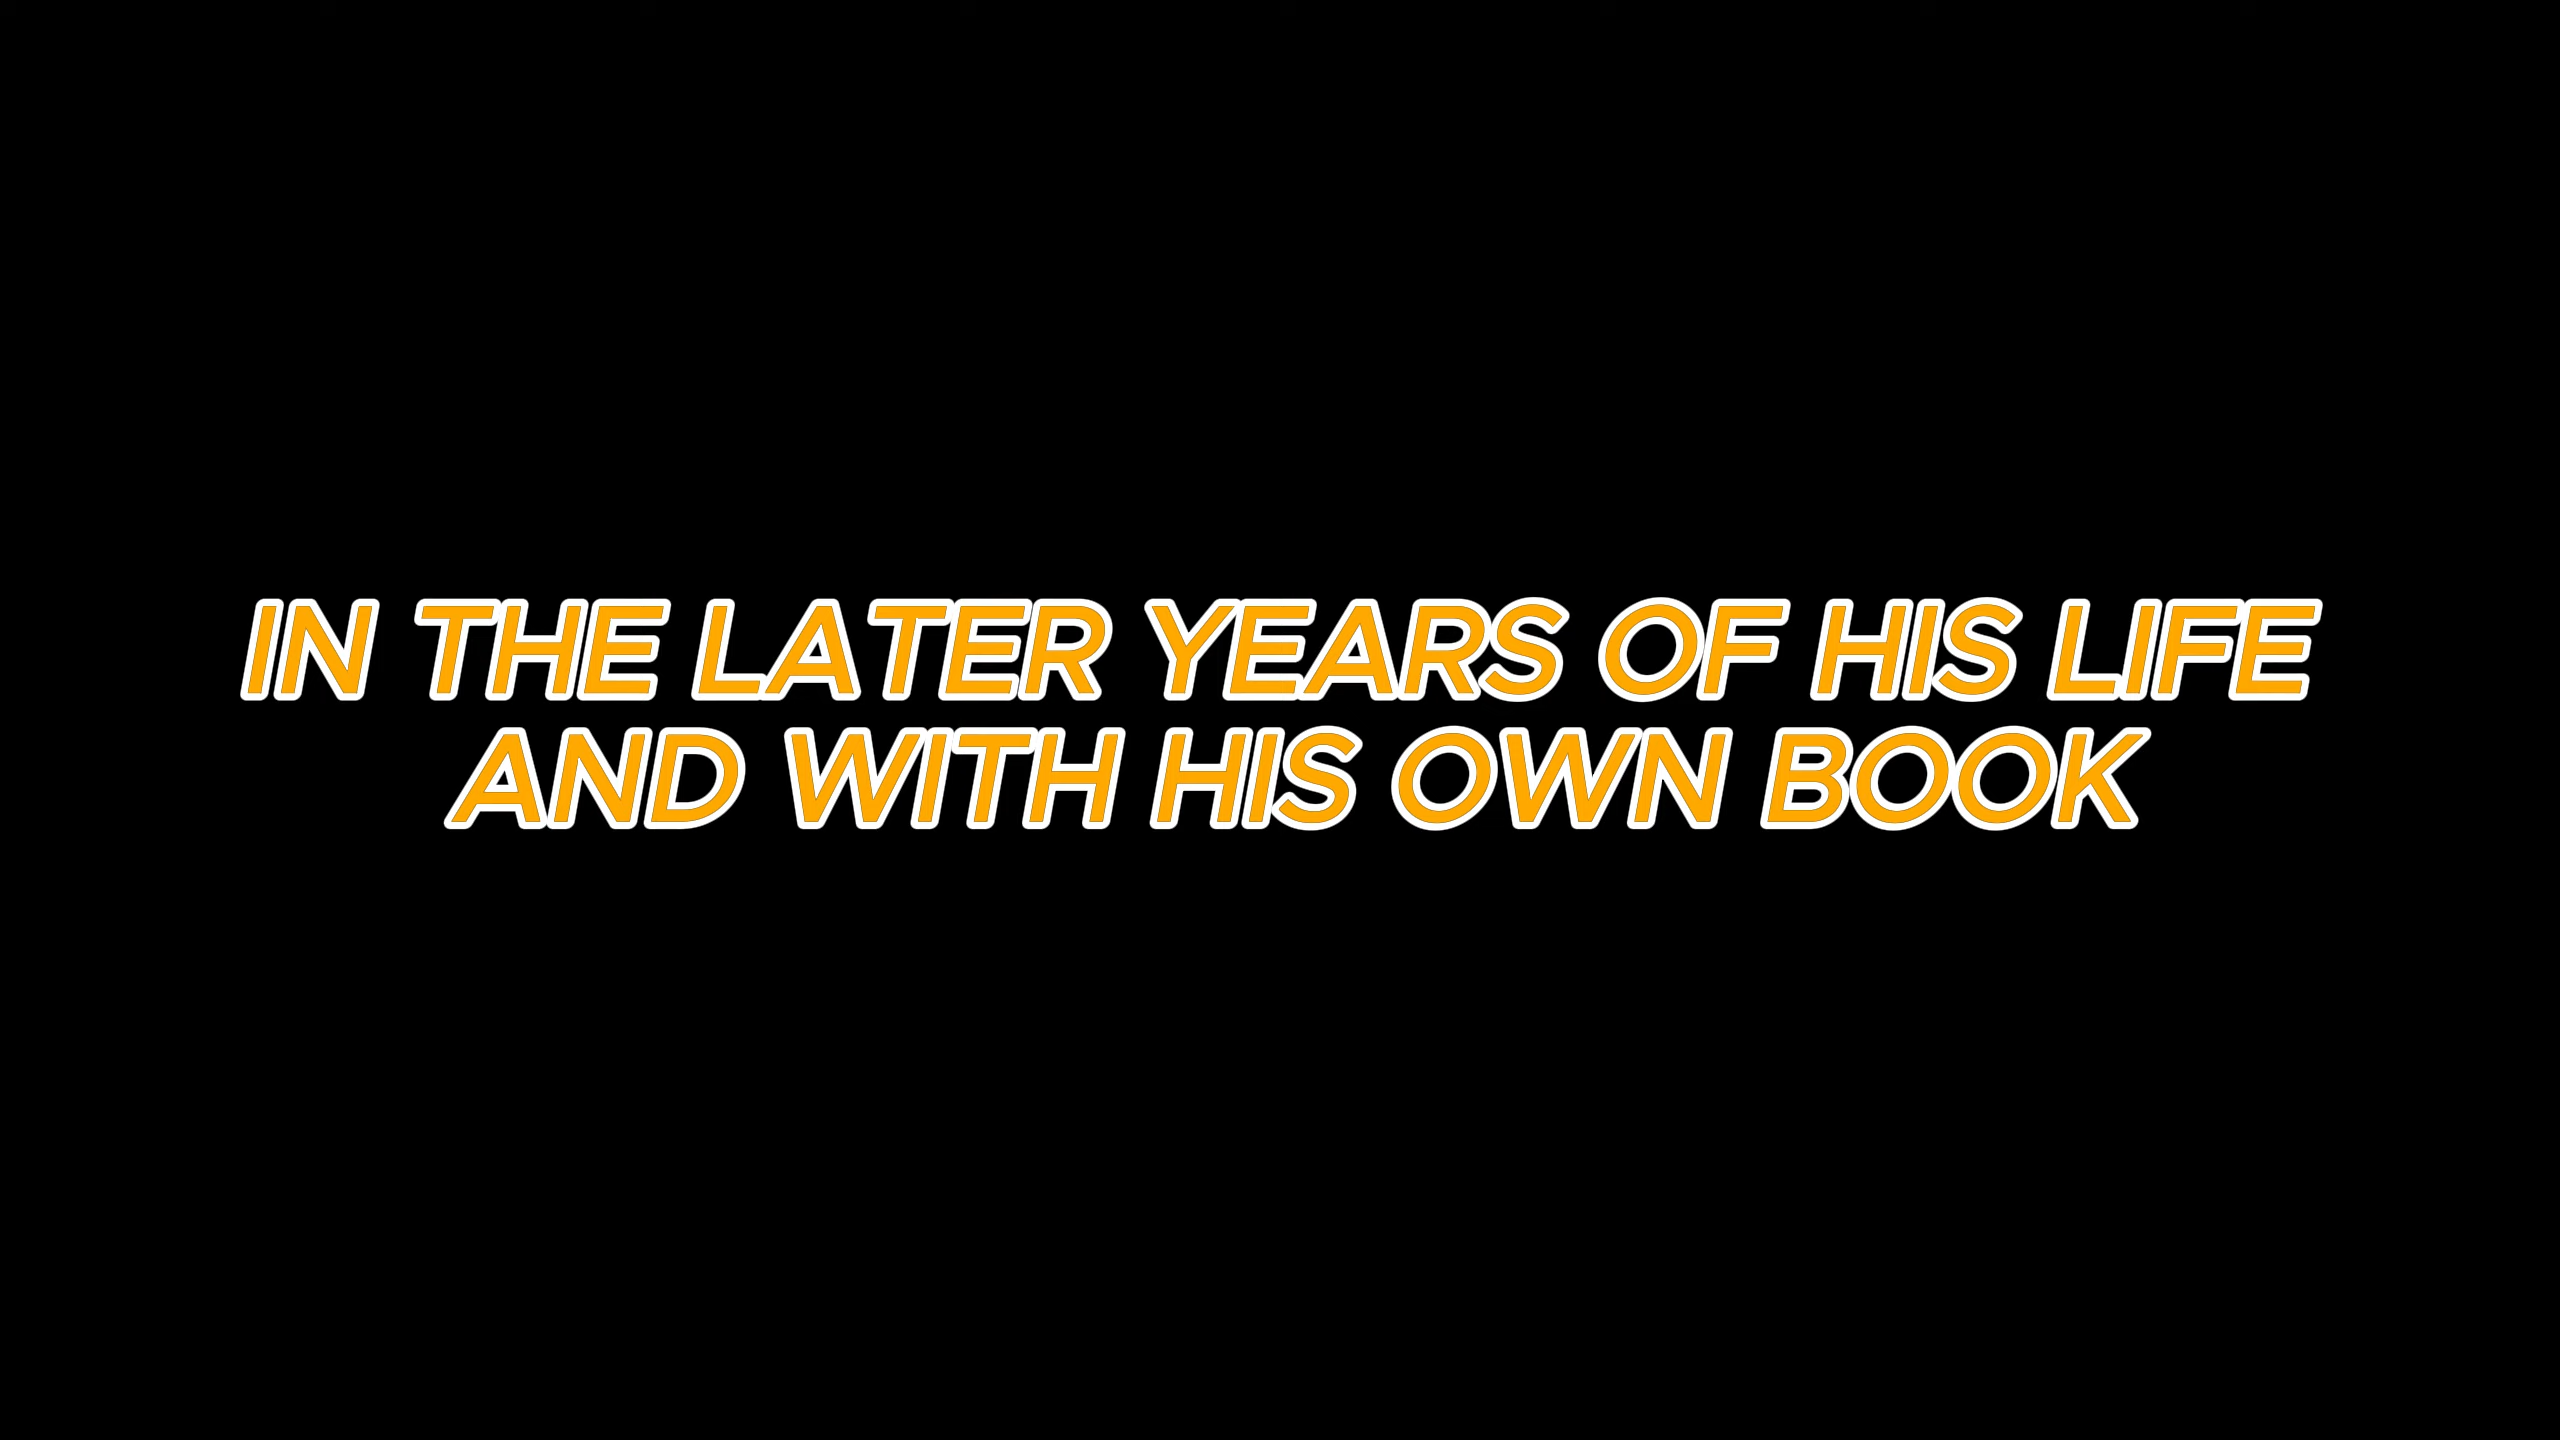 IN THE LATER YEARS OF HIS LIFE
AND WITH HIS OWN BOOK